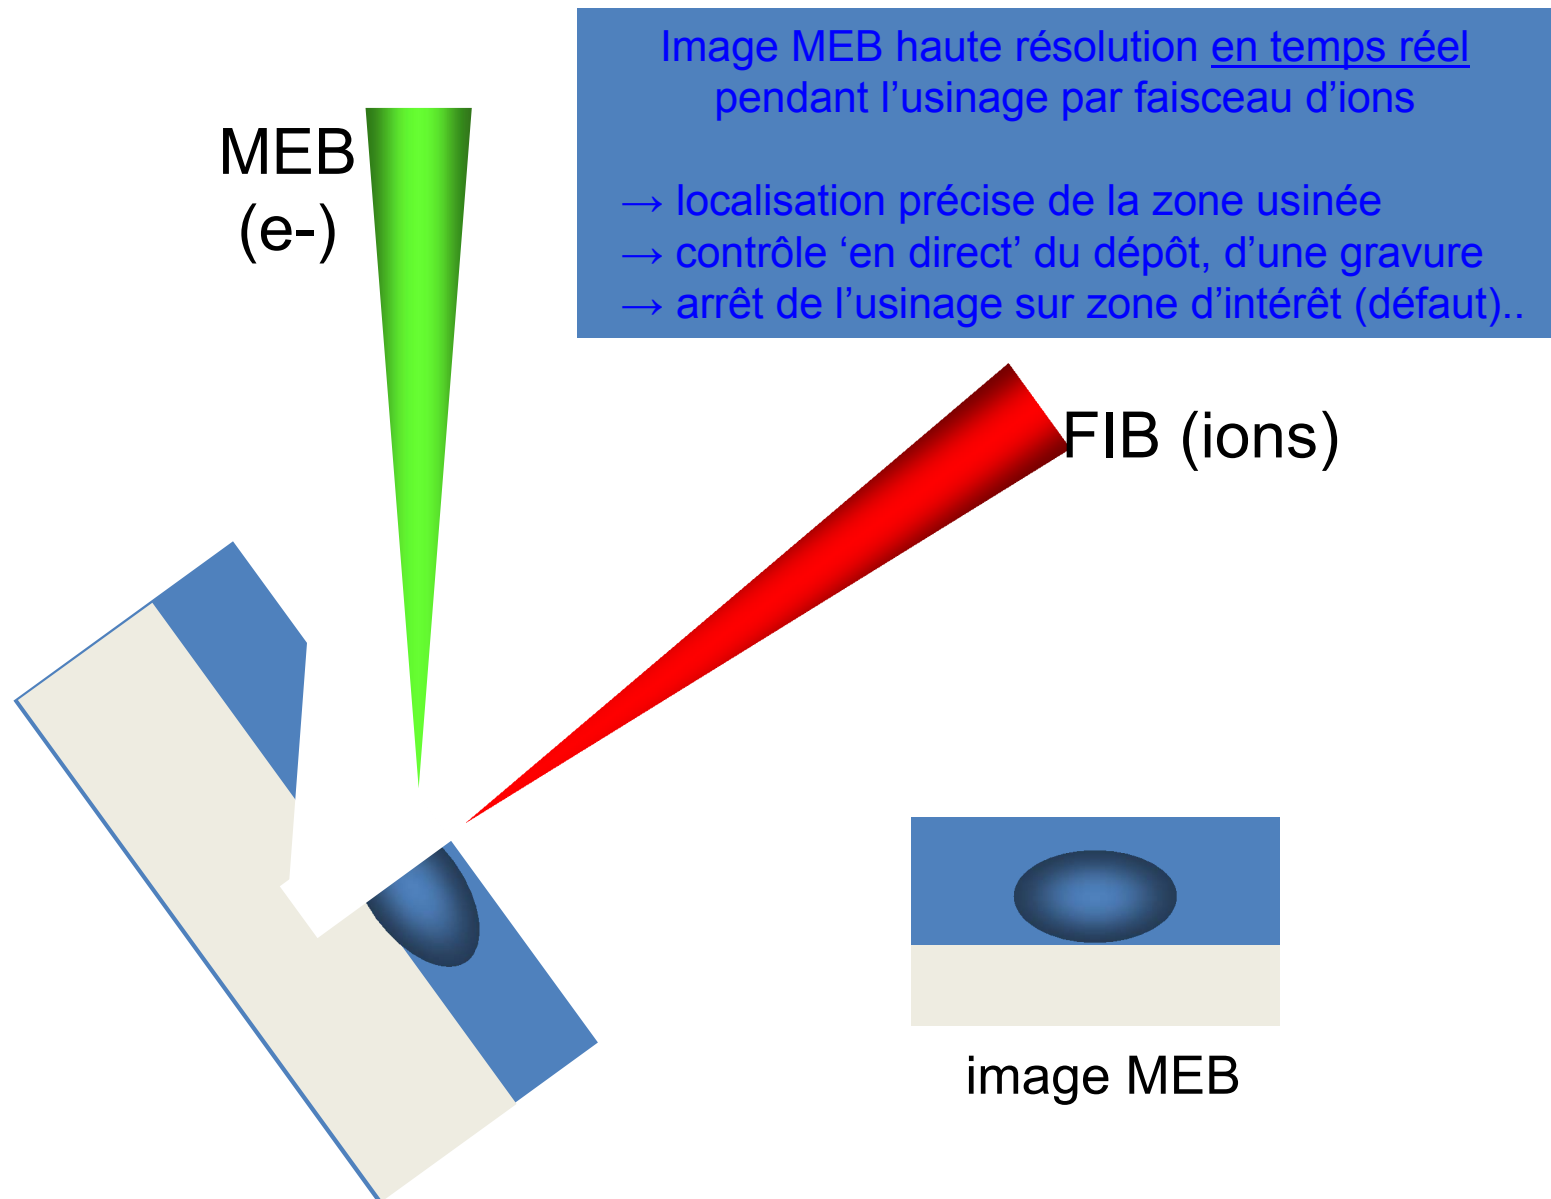 Image MEB haute résolution en temps réel
pendant l’usinage par faisceau d’ions
→ localisation précise de la zone usinée
→ contrôle ‘en direct’ du dépôt, d’une gravure
→ arrêt de l’usinage sur zone d’intérêt (défaut)..
MEB
(e-)
FIB (ions)
image MEB